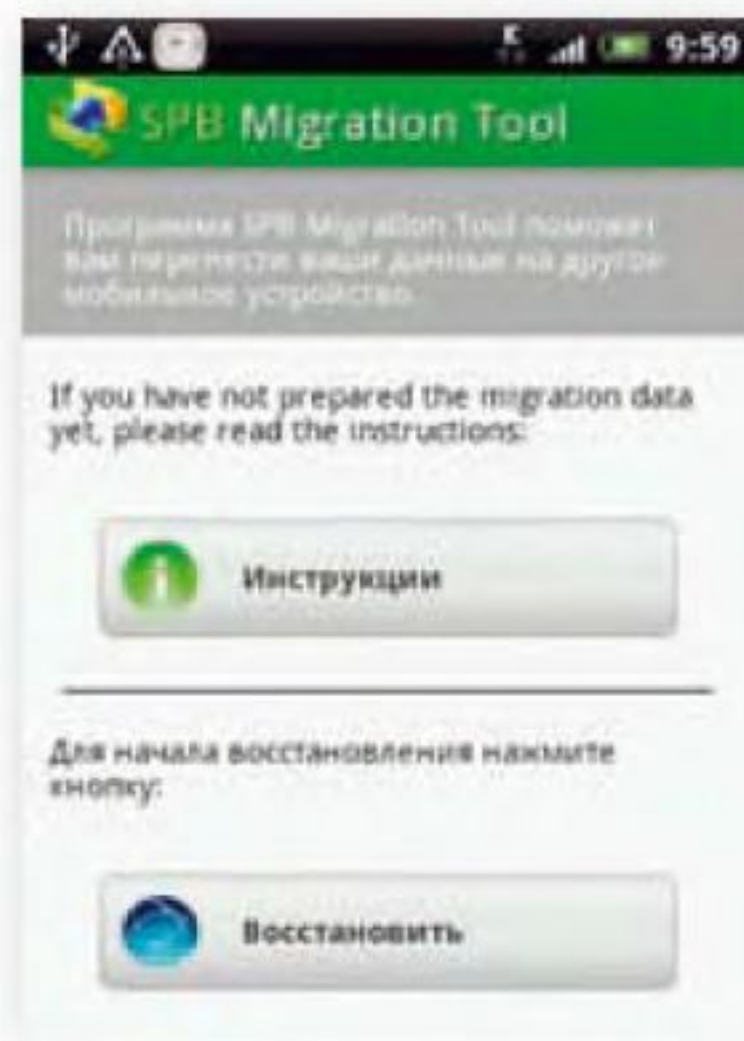 9:59
SPB Migration Tool
Программа SPB Migration Tool поможет
вам перенести ваши данные на другое
мобильное устройство.
If you have not prepared the migration data
yet, please read the instructions:
Инструкции
Для начала восстановления нажмите
кнопку:
Восстановить